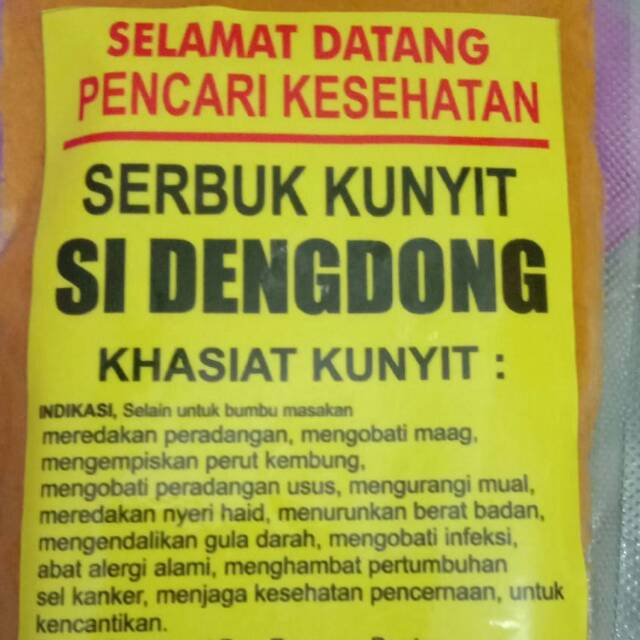 SELAMAT DATANG
PENCARI KESEHATAN
SERBUK KUNYIT
SI DENGDONG
KHASIAT KUNYIT :
INDIKASI, Selain untuk bumbu masakan
meredakan peradangan, mengobati maag,
mengempiskan perut kembung,
mengobati peradangan usus, mengurangi mual,
meredakan nyeri haid, menurunkan berat badan,
mengendalikan gula darah, mengobati infeksi,
abat alergi alami, menghambat pertumbuhan
sel kanker, menjaga kesehatan pencernaan, untuk
kencantikan.